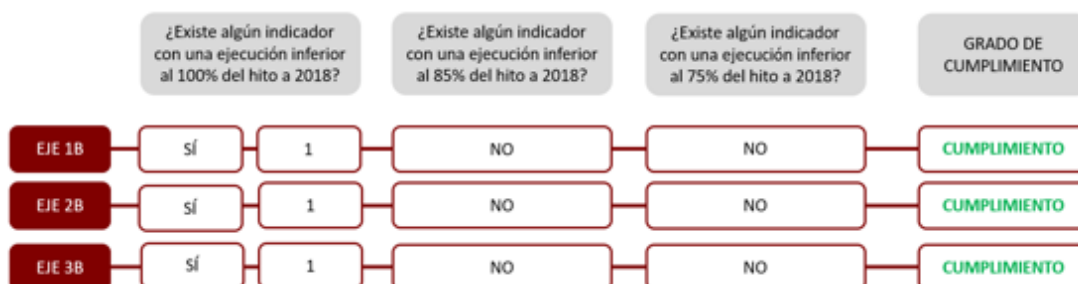 ¿Existe algún indicador
con una ejecución inferior
al 100% del hito a 2018?
¿Existe algún indicador
con una ejecución inferior
al 85% del hito a 2018?
¿Existe algún indicador
con una ejecución inferior
al 75% del hito a 2018?
GRADO DE
CUMPLIMIENTO
EJE 1B SÍ 1 NO NO CUMPLIMIENTO
EJE 2B SÍ 1 NO NO CUMPLIMIENTO
EJE 3B SÍ 1 NO NO CUMPLIMIENTO